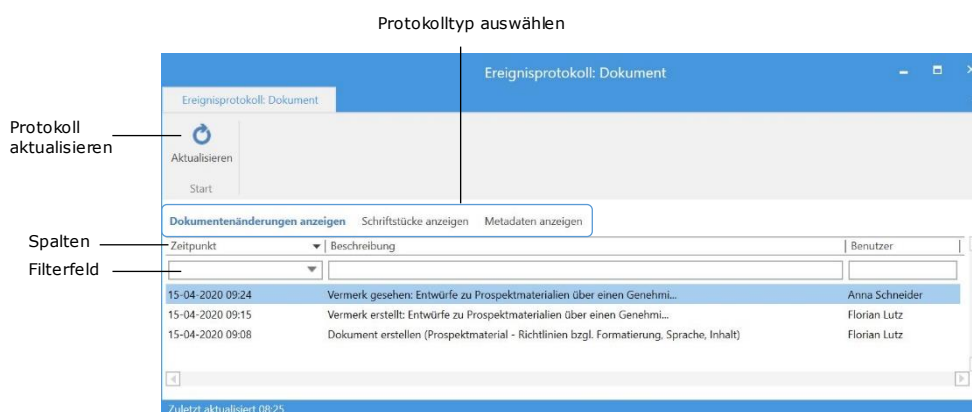 Protokolltyp auswählen
Ereignisprotokoll: Dokument
Ereignisprotokoll: Dokument
Protokoll
aktualisieren
Aktualisieren
Start
Dokumentenänderungen anzeigen Schriftstücke anzeigen Metadaten anzeigen
Spalten
Zeitpunkt Beschreibung Benutzer
Filterfeld
15-04-2020 09:24 Vermerk gesehen: Entwürfe zu Prospektmaterialien über einen Genehmi... Anna Schneider
15-04-2020 09:15 Vermerk erstellt: Entwürfe zu Prospektmaterialien über einen Genehmi... Florian Lutz
15-04-2020 09:08 Dokument erstellen (Prospektmaterial - Richtlinien bzgl. Formatierung, Sprache, Inhalt) Florian Lutz
Zuletzt aktualisiert 08:25